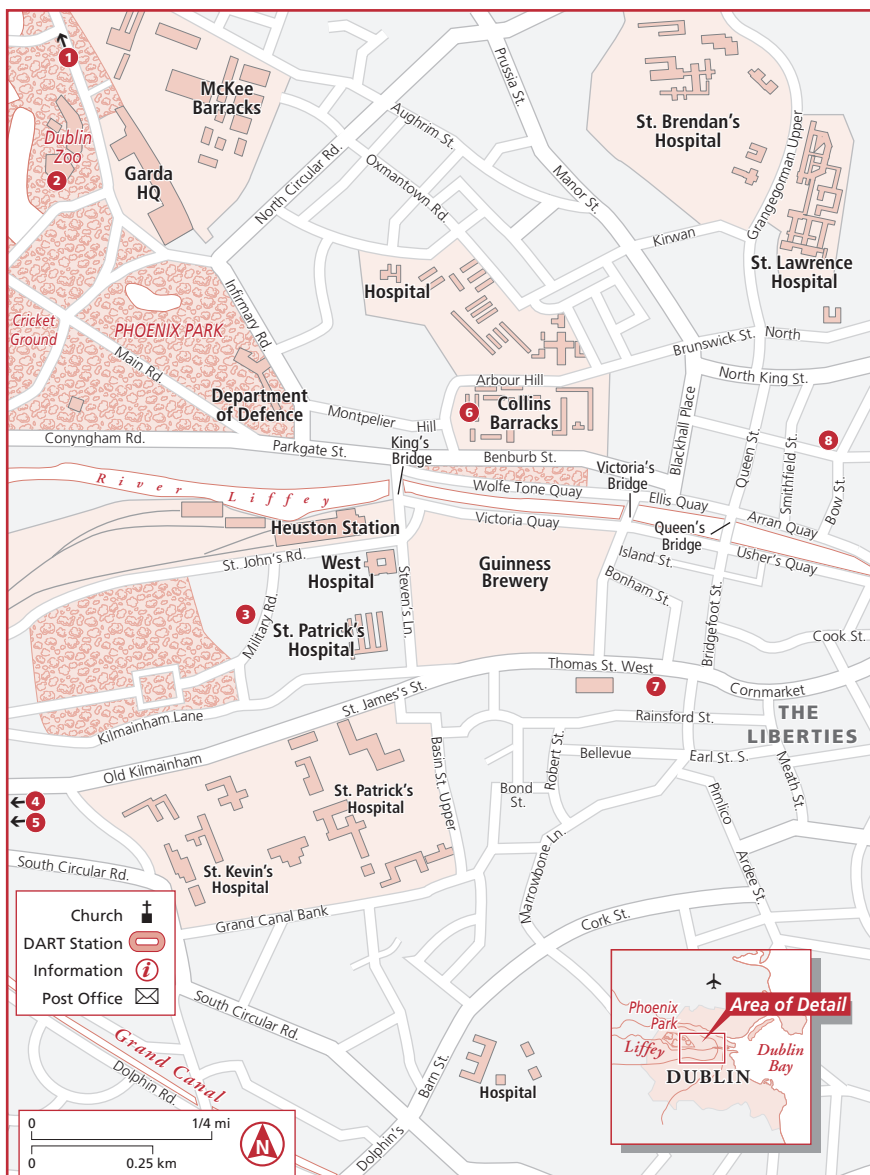 1
McKee
Barracks
Prussia St.
Aughrim St.
St. Brendan's
Hospital
Dublin
Zoo
2
Garda
HQ
North Circular Rd.
Oxmantown Rd.
Manor St.
Grangegorman Upper
Kirwan
St. Lawrence
Hospital
Hospital
Infirmary Rd.
Cricket
Ground
PHOENIX PARK
Main Rd.
Brunswick St. North
North King St.
Department
of Defence
Arbour Hill
6
Collins
Barracks
Montpelier Hill
Conyngham Rd.
Parkgate St.
King's
Bridge
Benburb St.
Blackhall Place
Queen St.
Smithfield St.
8
Bow St.
River Liffey
Wolfe Tone Quay
Victoria's
Bridge
Ellis Quay
Arran Quay
Heuston Station
Victoria Quay
Queen's
Bridge
Usher's Quay
St. John's Rd.
West
Hospital
Guinness
Brewery
Island St.
Bonham St.
Bridgefoot St.
Steven's Ln.
3
Military Rd.
St. Patrick's
Hospital
Cook St.
Thomas St. West
7
Cornmarket
St. James's St.
Kilmainham Lane
Rainsford St.
THE
LIBERTIES
Old Kilmainham
Basin St. Upper
Robert St.
Bellevue
Earl St. S.
Meath St.
Bond
St.
4
5
St. Patrick's
Hospital
Pimlico
South Circular Rd.
St. Kevin's
Hospital
Marrowbone Ln.
Ardee St.
Grand Canal Bank
Cork St.
Church
DART Station
Information i
Post Office
South Circular Rd.
Grand Canal
Dolphin Rd.
Dolphin's Barn St.
Hospital
Phoenix
Park
Area of Detail
Liffey
Dublin
Bay
DUBLIN
0 1/4 mi
0 0.25 km
N